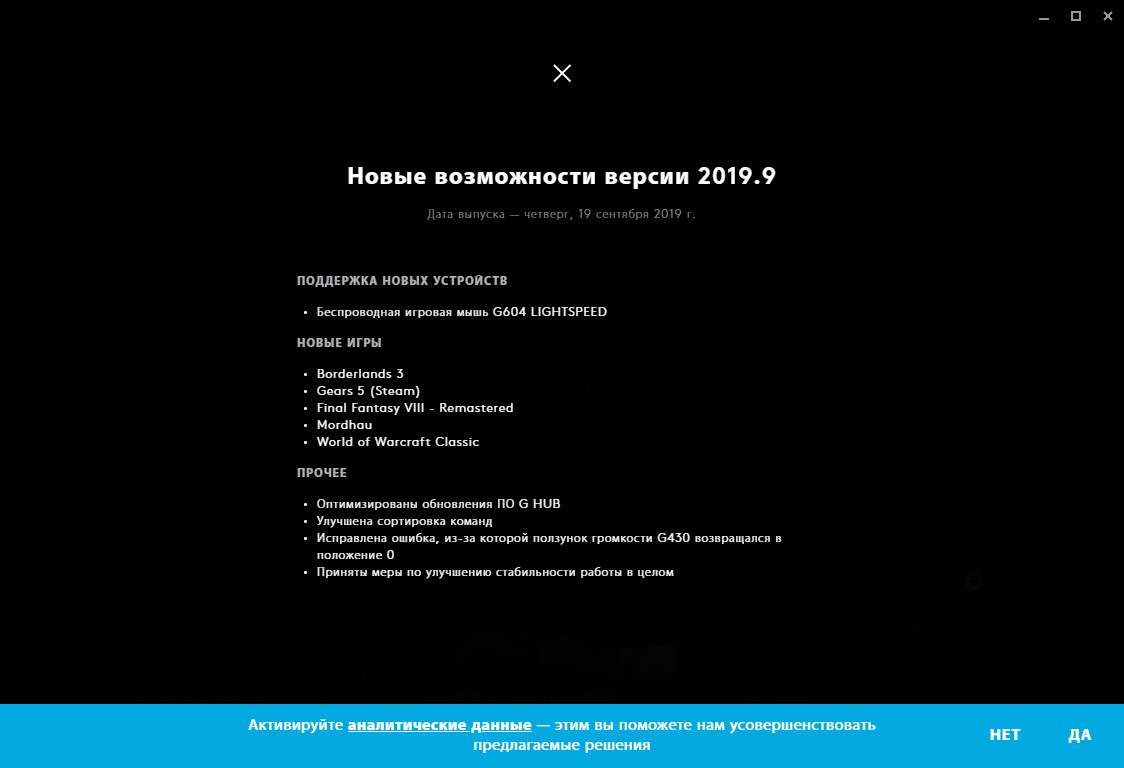 Новые возможности версии 2019.9
Дата выпуска — четверг, 19 сентября 2019 г.
ПОДДЕРЖКА НОВЫХ УСТРОЙСТВ
• Беспроводная игровая мышь G604 LIGHTSPEED
НОВЫЕ ИГРЫ
• Borderlands 3
• Gears 5 (Steam)
• Final Fantasy VIII - Remastered
• Mordhau
• World of Warcraft Classic
ПРОЧЕЕ
• Оптимизированы обновления ПО G HUB
• Улучшена сортировка команд
• Исправлена ошибка, из-за которой ползунок громкости G430 возвращался в
положение 0
• Приняты меры по улучшению стабильности работы в целом
Активируйте аналитические данные — этим вы поможете нам усовершенствовать
предлагаемые решения
НЕТ ДА